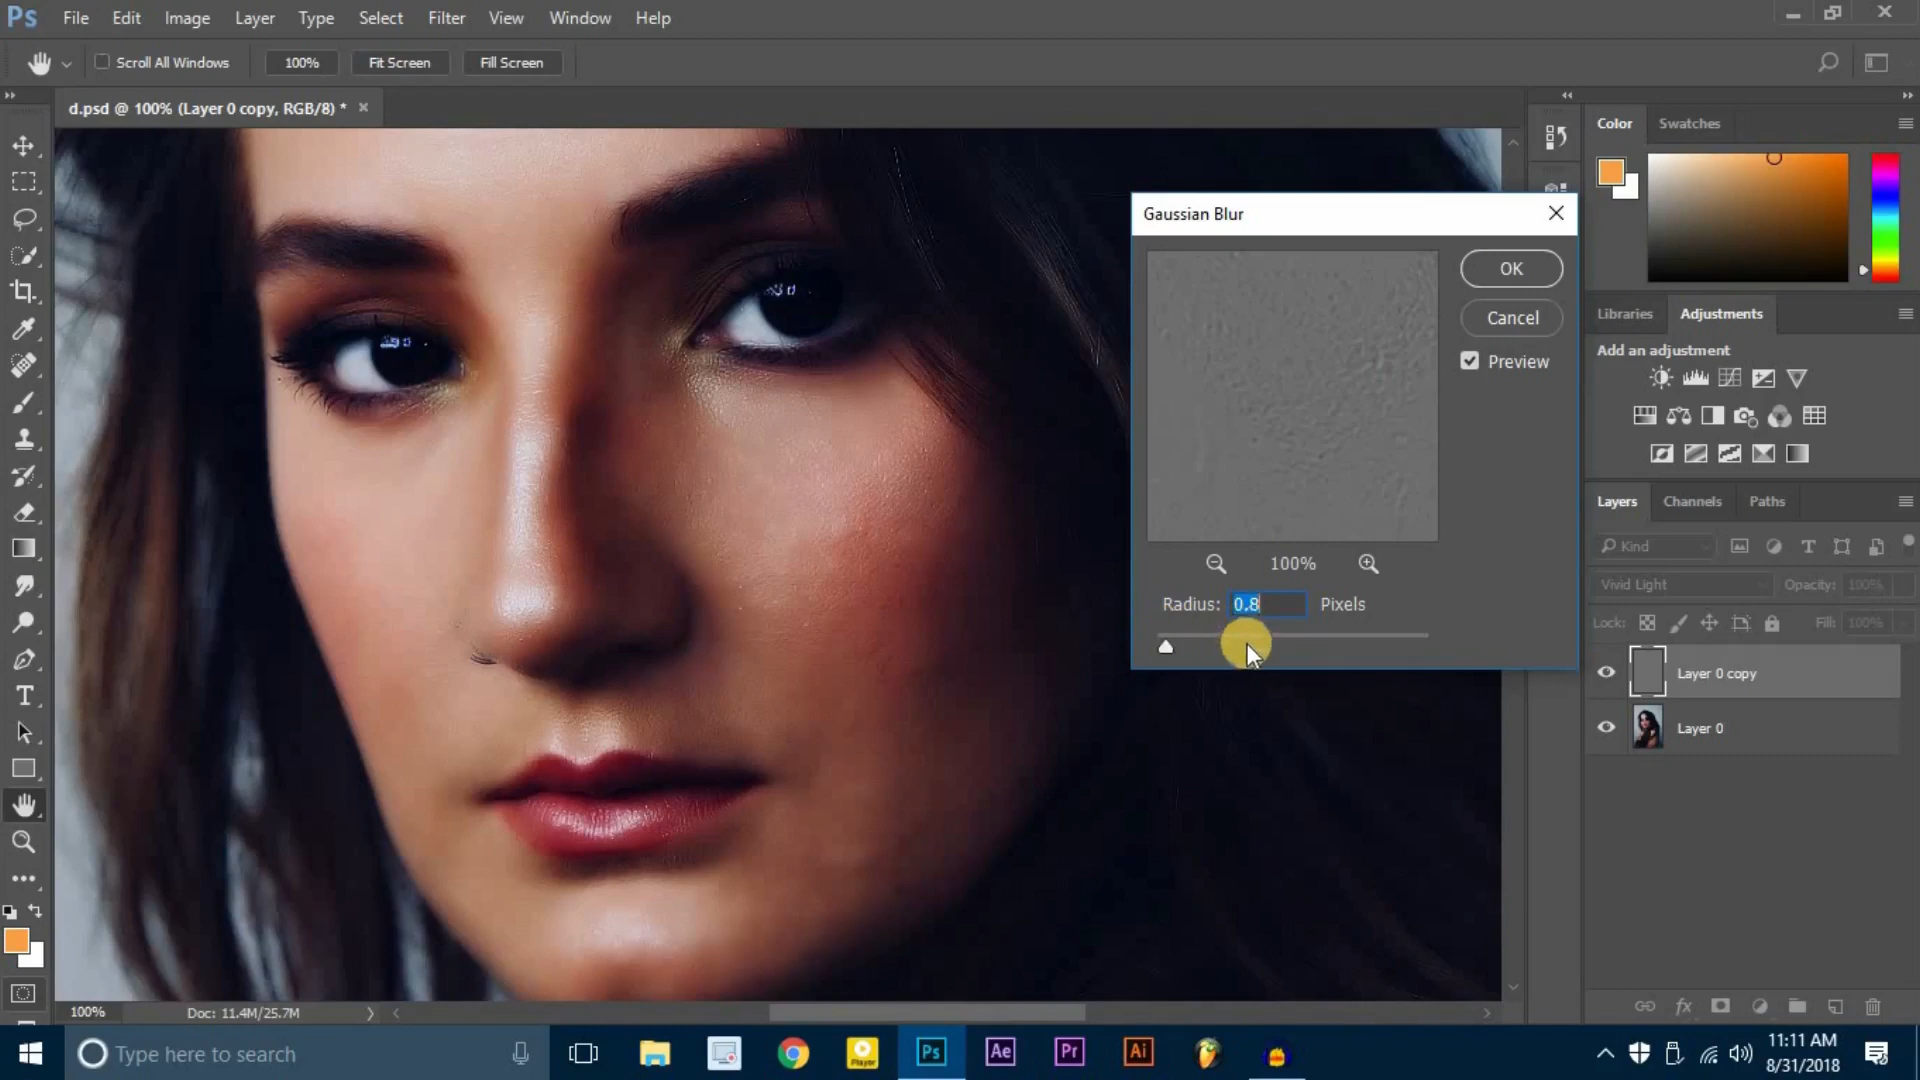 Ps File Edit Image Layer Type Select Filter View Window Help
Scroll All Windows 100% Fit Screen Fill Screen
d.psd @ 100% (Layer 0 copy, RGB/8) *
Color Swatches
Gaussian Blur
OK
Cancel
Preview
100%
Radius: 0.8 Pixels
Libraries Adjustments
Add an adjustment
Layers Channels Paths
Kind
Vivid Light Opacity: 100%
Lock: Fill: 100%
Layer 0 copy
Layer 0
fx
100% Doc: 11.4M/25.7M
Type here to search
Player
Ps
Ae
Pr
Ai
11:11 AM
8/31/2018